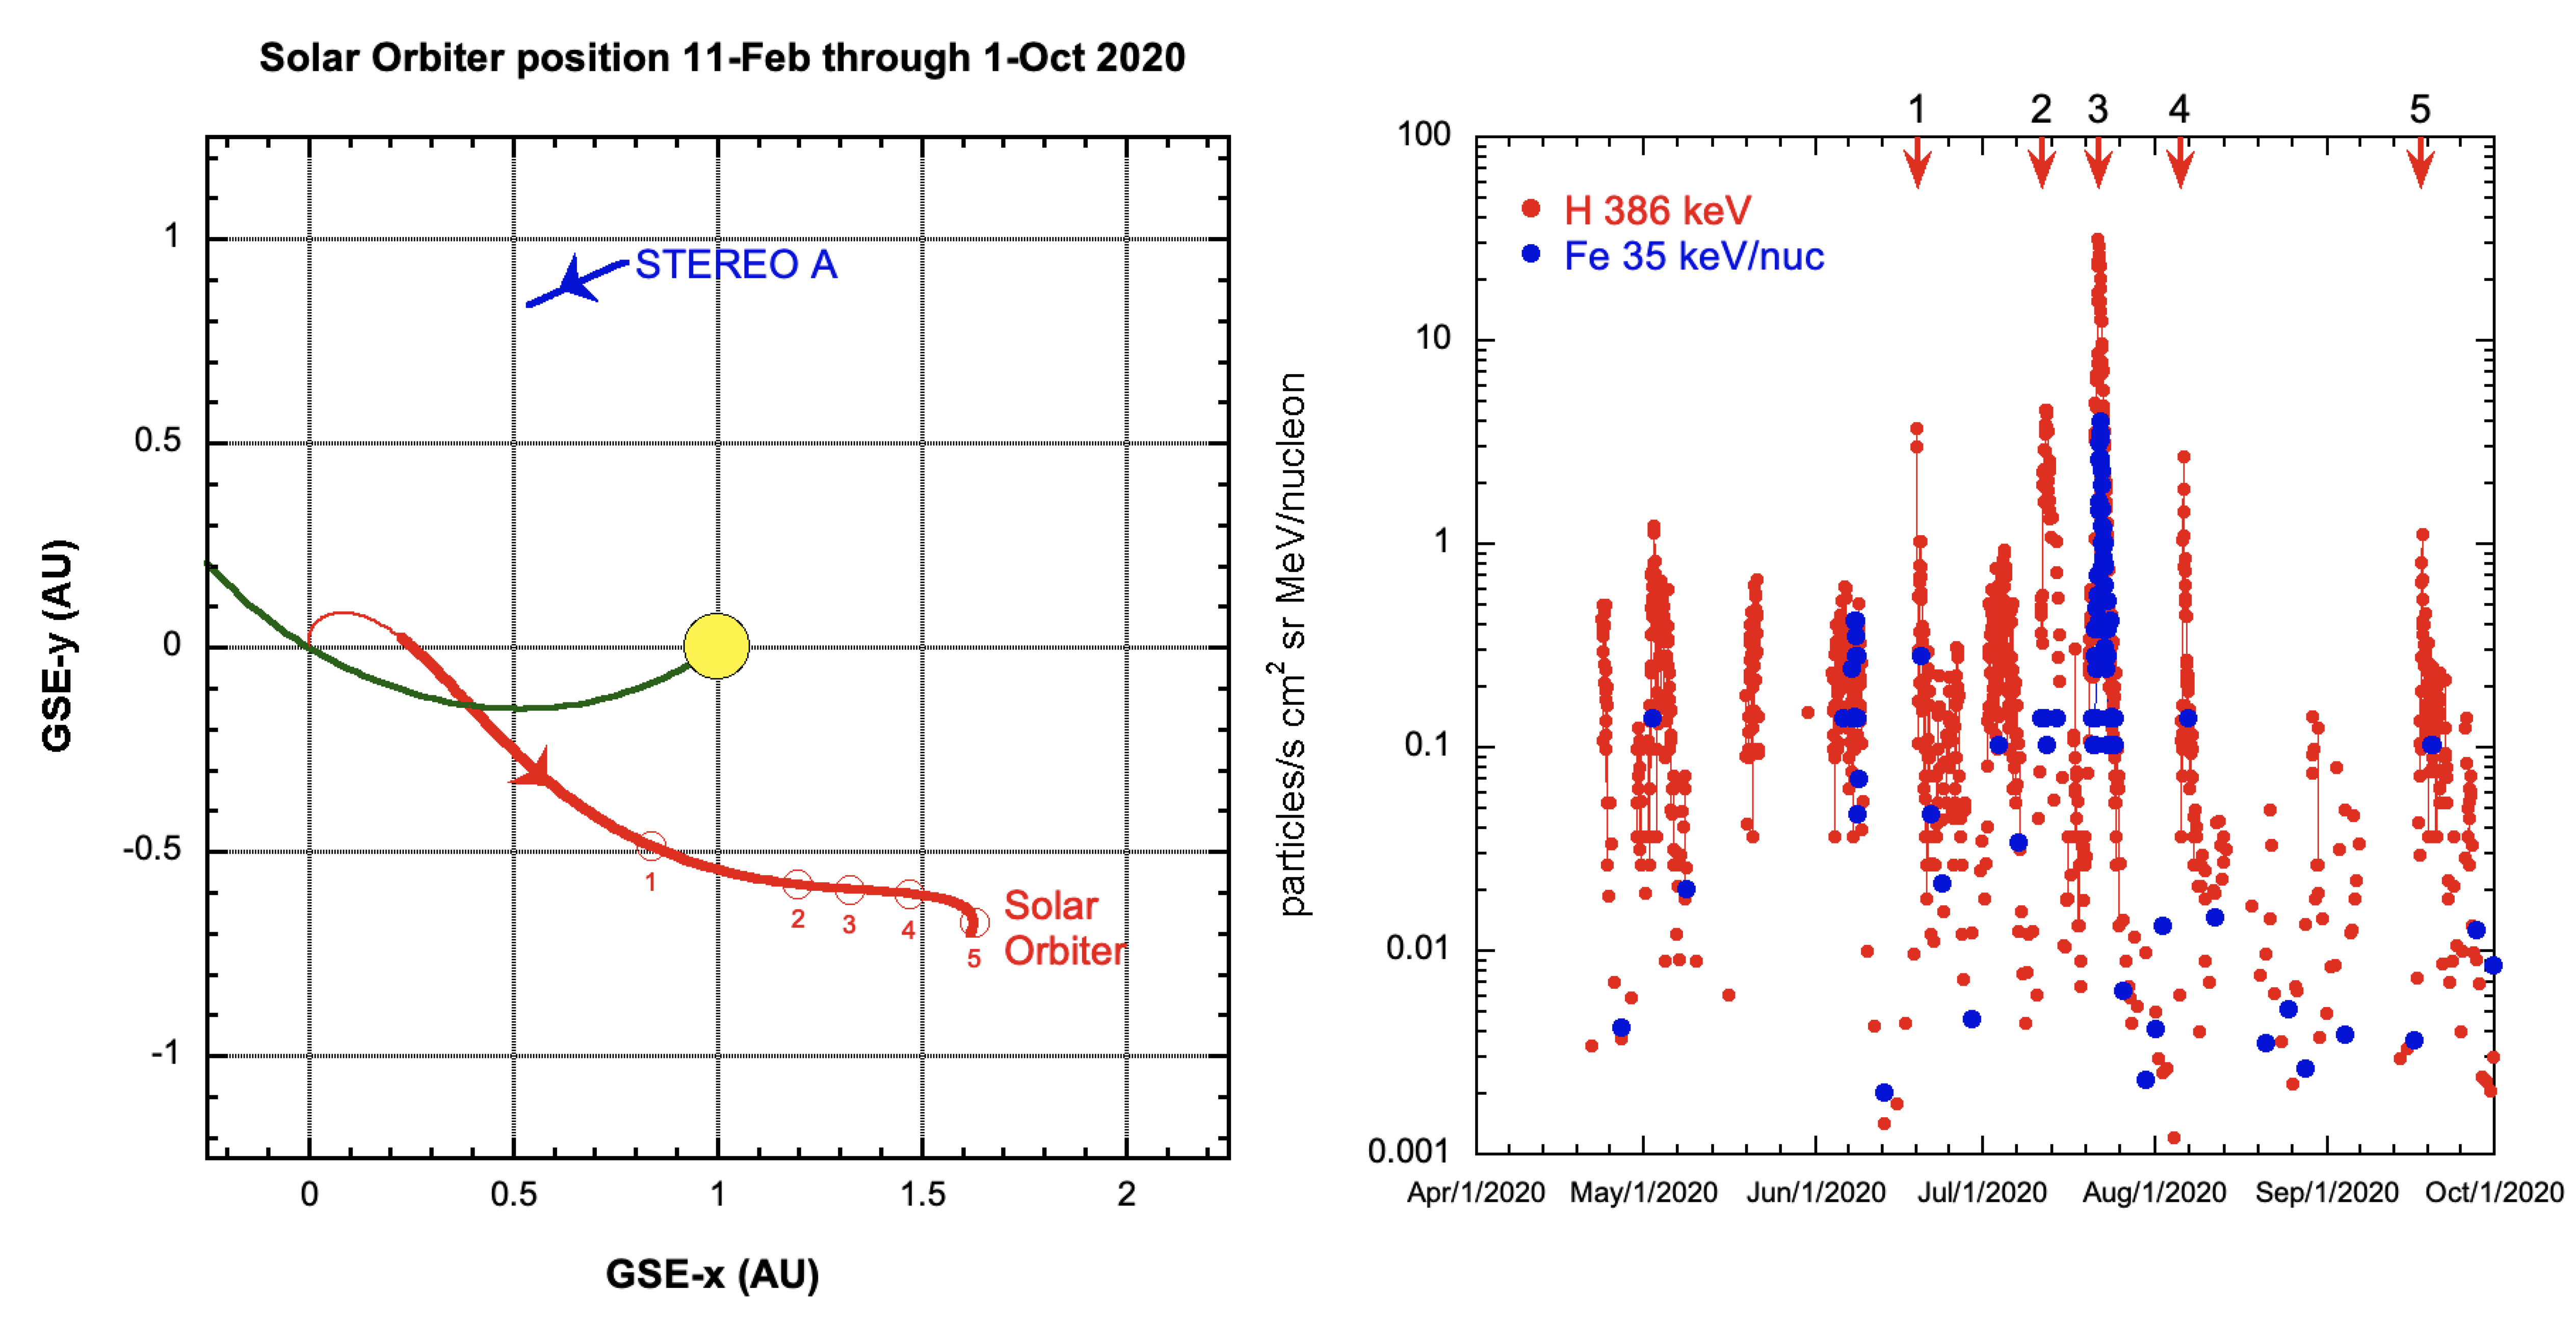 Solar Orbiter position 11-Feb through 1-Oct 2020
GSE-y (AU)
1
0.5
0
-0.5
-1
STEREO A
1
2
3
4
5
Solar
Orbiter
0
0.5
1
1.5
2
GSE-x (AU)
particles/s cm² sr MeV/nucleon
1
2
3
4
5
100
10
1
0.1
0.01
0.001
H 386 keV
Fe 35 keV/nuc
Apr/1/2020
May/1/2020
Jun/1/2020
Jul/1/2020
Aug/1/2020
Sep/1/2020
Oct/1/2020